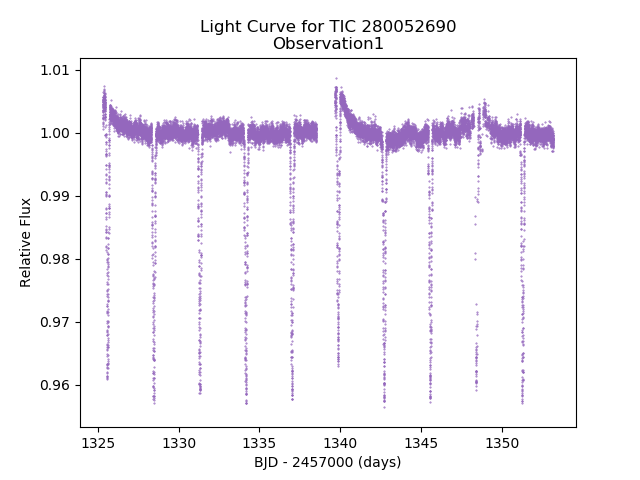 Light Curve for TIC 280052690
Observation1
1.01
1.00
0.99
0.98
0.97
0.96
Relative Flux
1325 1330 1335 1340 1345 1350
BJD - 2457000 (days)